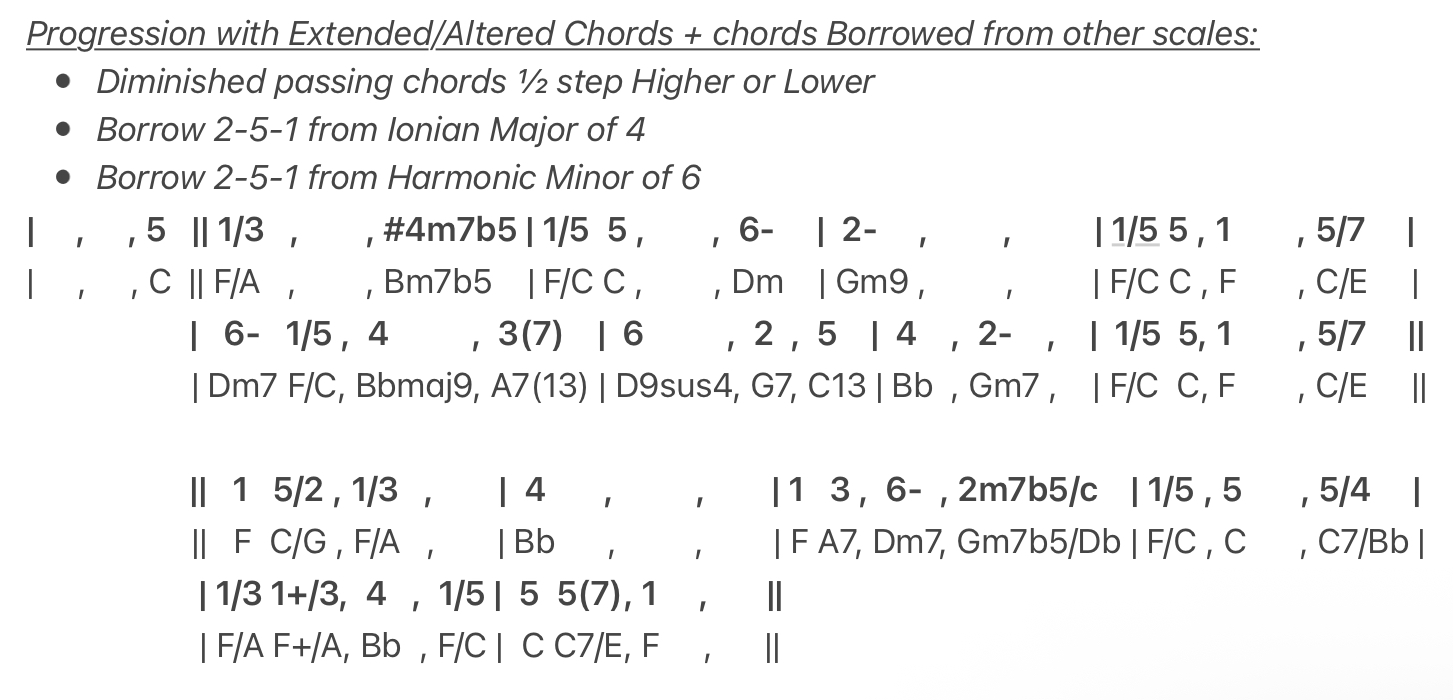 Progression with Extended/Altered Chords + chords Borrowed from other scales:
• Diminished passing chords ½ step Higher or Lower
• Borrow 2-5-1 from Ionian Major of 4
• Borrow 2-5-1 from Harmonic Minor of 6
| , , 5 || 1/3 , , #4m7b5 | 1/5 5 , , 6- | 2- , , | 1/5 5 , 1 , 5/7 |
| , , C || F/A , , Bm7b5 | F/C C , , Dm | Gm9 , , | F/C C , F , C/E |
| 6- 1/5 , 4 , 3(7) | 6 , 2 , 5 | 4 , 2- , | 1/5 5, 1 , 5/7 ||
| Dm7 F/C, Bbmaj9, A7(13) | D9sus4, G7, C13 | Bb , Gm7 , | F/C C, F , C/E ||
|| 1 5/2 , 1/3 , | 4 , , | 1 3 , 6- , 2m7b5/c | 1/5 , 5 , 5/4 |
|| F C/G , F/A , | Bb , , | F A7, Dm7, Gm7b5/Db | F/C , C , C7/Bb |
| 1/3 1+/3, 4 , 1/5 | 5 5(7), 1 , ||
| F/A F+/A, Bb , F/C | C C7/E, F , ||